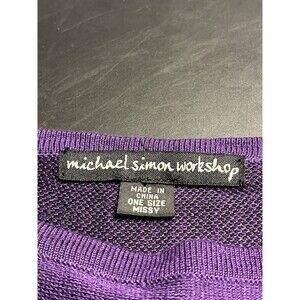 michael simon workshop
MADE IN
CHINA
ONE SIZE
MISSY